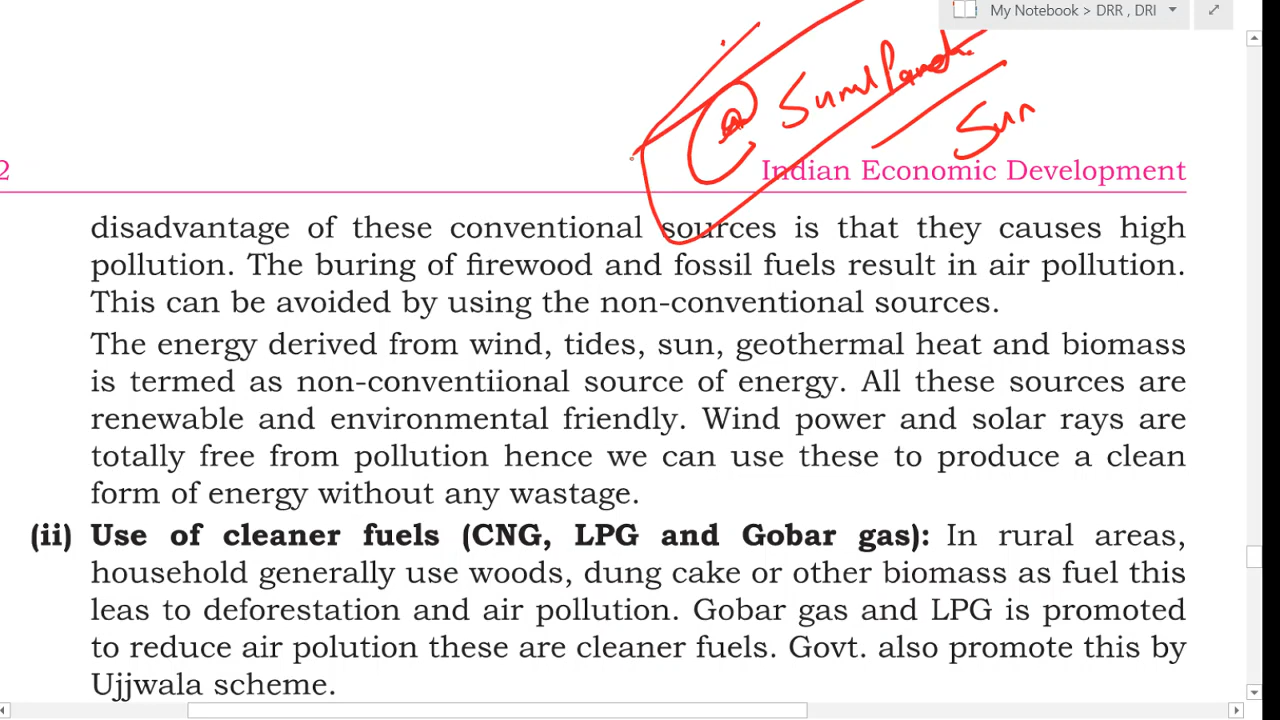 My Notebook > DRR , DRI
Sun
2
Indian Economic Development
disadvantage of these conventional sources is that they causes high
pollution. The buring of firewood and fossil fuels result in air pollution.
This can be avoided by using the non-conventional sources.
The energy derived from wind, tides, sun, geothermal heat and biomass
is termed as non-conventiional source of energy. All these sources are
renewable and environmental friendly. Wind power and solar rays are
totally free from pollution hence we can use these to produce a clean
form of energy without any wastage.
(ii) Use of cleaner fuels (CNG, LPG and Gobar gas): In rural areas,
household generally use woods, dung cake or other biomass as fuel this
leas to deforestation and air pollution. Gobar gas and LPG is promoted
to reduce air polution these are cleaner fuels. Govt. also promote this by
Ujjwala scheme.